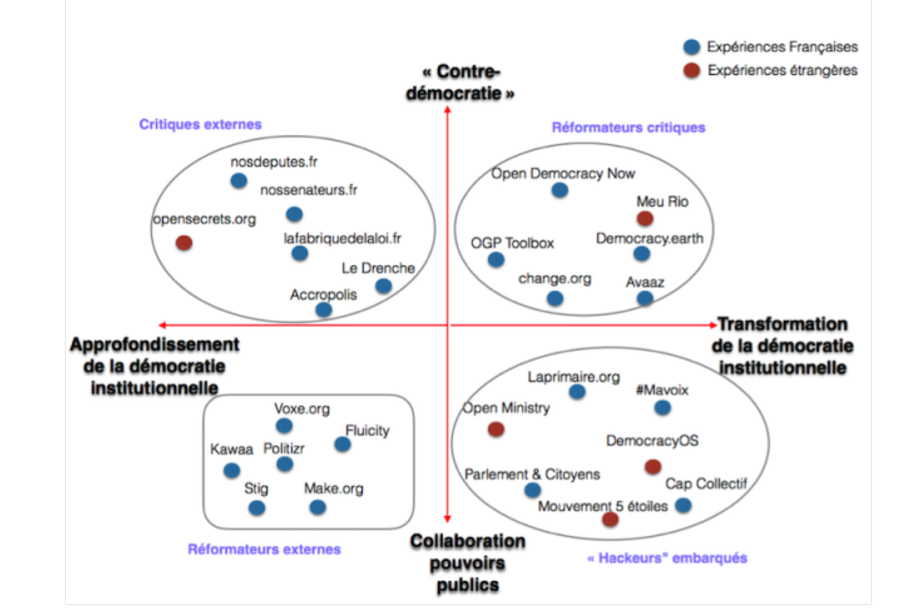 Expériences Françaises
Expériences étrangères
« Contre-
démocratie »
Critiques externes
Réformateurs critiques
nosdeputes.fr
nossenateurs.fr
opensecrets.org
lafabriquedelaloi.fr
Le Drenche
Accropolis
Open Democracy Now
Meu Rio
OGP Toolbox
Democracy.earth
change.org
Avaaz
Approfondissement
de la démocratie
institutionnelle
Transformation
de la démocratie
institutionnelle
Voxe.org
Fluicity
Kawaa
Politizr
Stig
Make.org
Réformateurs externes
Laprimaire.org
#Mavoix
Open Ministry
DemocracyOS
Parlement & Citoyens
Cap Collectif
Mouvement 5 étoiles
Collaboration
pouvoirs
publics
« Hackeurs" embarqués